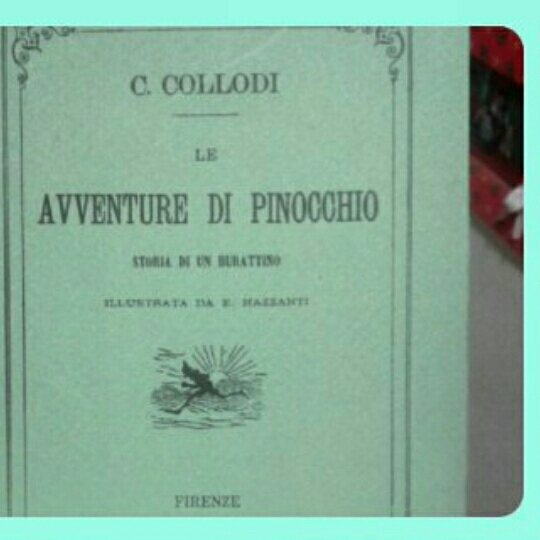 C. COLLODI
LE
AVVENTURE DI PINOCCHIO
STORIA DI UN BURATTINO
ILLUSTRATA DA E. MAZZANTI
FIRENZE